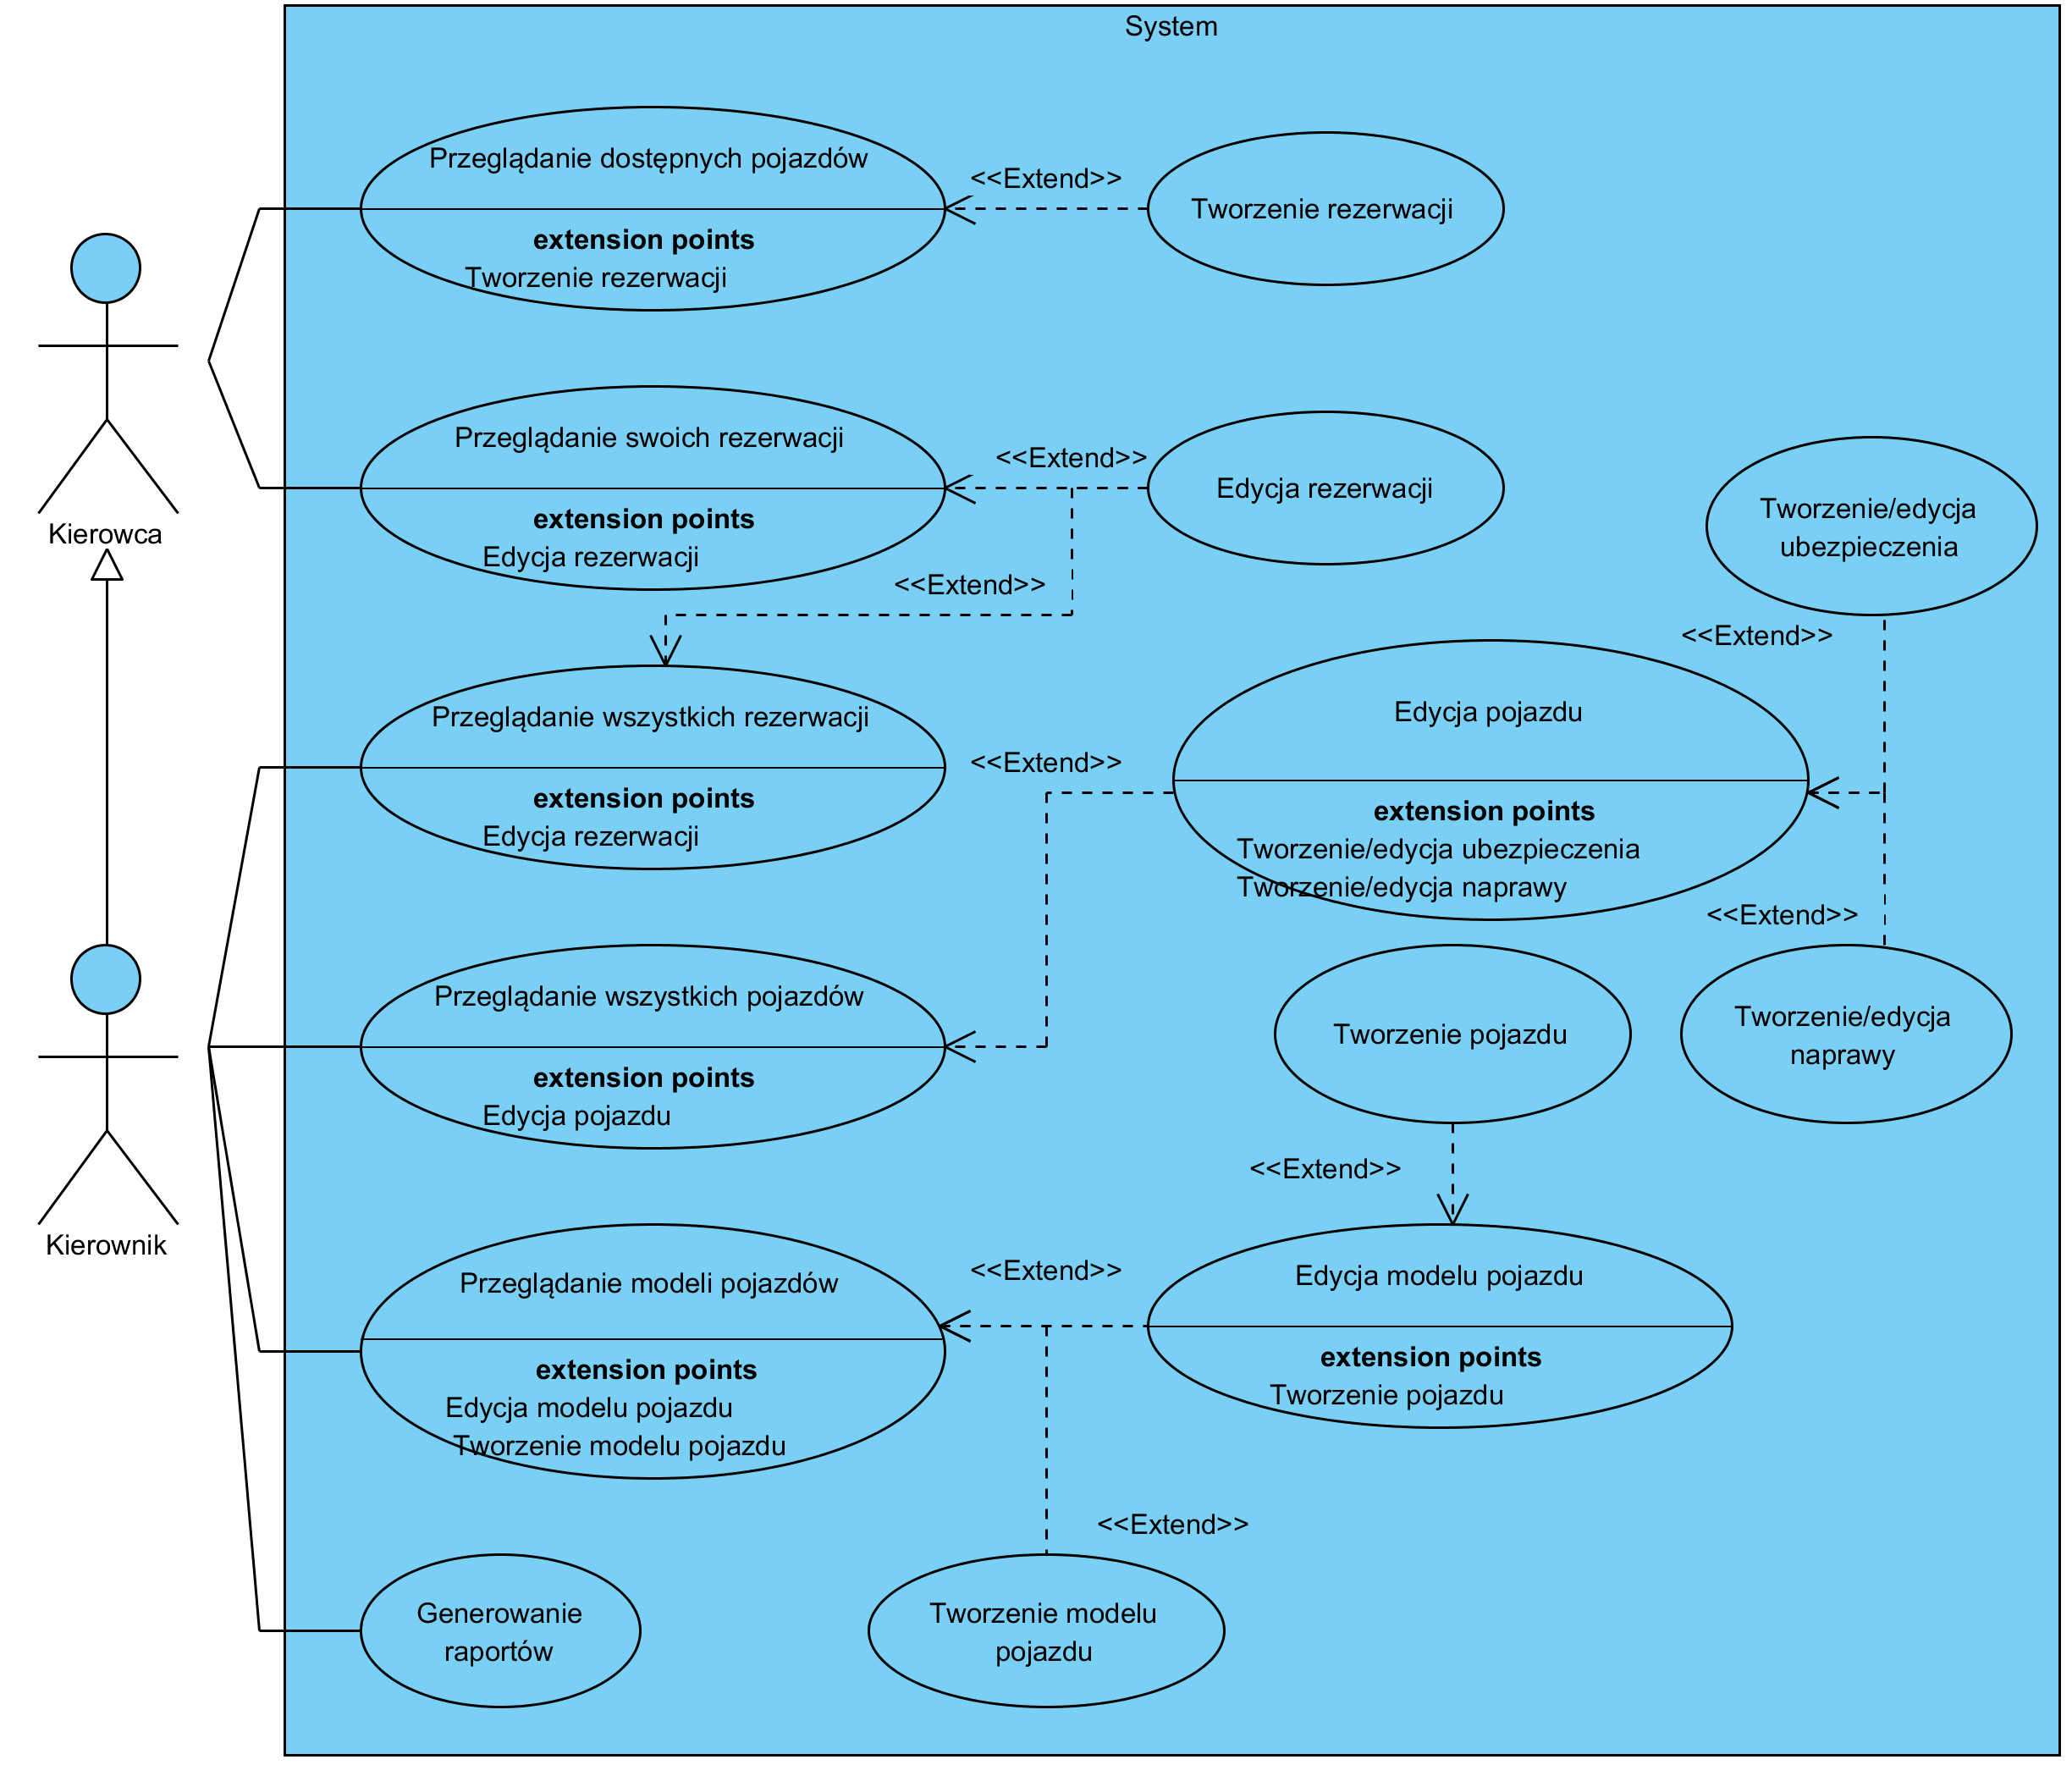 System
Przeglądanie dostępnych pojazdów
extension points
Tworzenie rezerwacji
<<Extend>>
Tworzenie rezerwacji
Kierowca
Przeglądanie swoich rezerwacji
extension points
Edycja rezerwacji
<<Extend>>
Edycja rezerwacji
<<Extend>>
Tworzenie/edycja
ubezpieczenia
<<Extend>>
Przeglądanie wszystkich rezerwacji
extension points
Edycja rezerwacji
<<Extend>>
Edycja pojazdu
extension points
Tworzenie/edycja ubezpieczenia
Tworzenie/edycja naprawy
<<Extend>>
Przeglądanie wszystkich pojazdów
extension points
Edycja pojazdu
Tworzenie pojazdu
Tworzenie/edycja
naprawy
<<Extend>>
Kierownik
Przeglądanie modeli pojazdów
extension points
Edycja modelu pojazdu
Tworzenie modelu pojazdu
<<Extend>>
Edycja modelu pojazdu
extension points
Tworzenie pojazdu
<<Extend>>
Generowanie
raportów
Tworzenie modelu
pojazdu